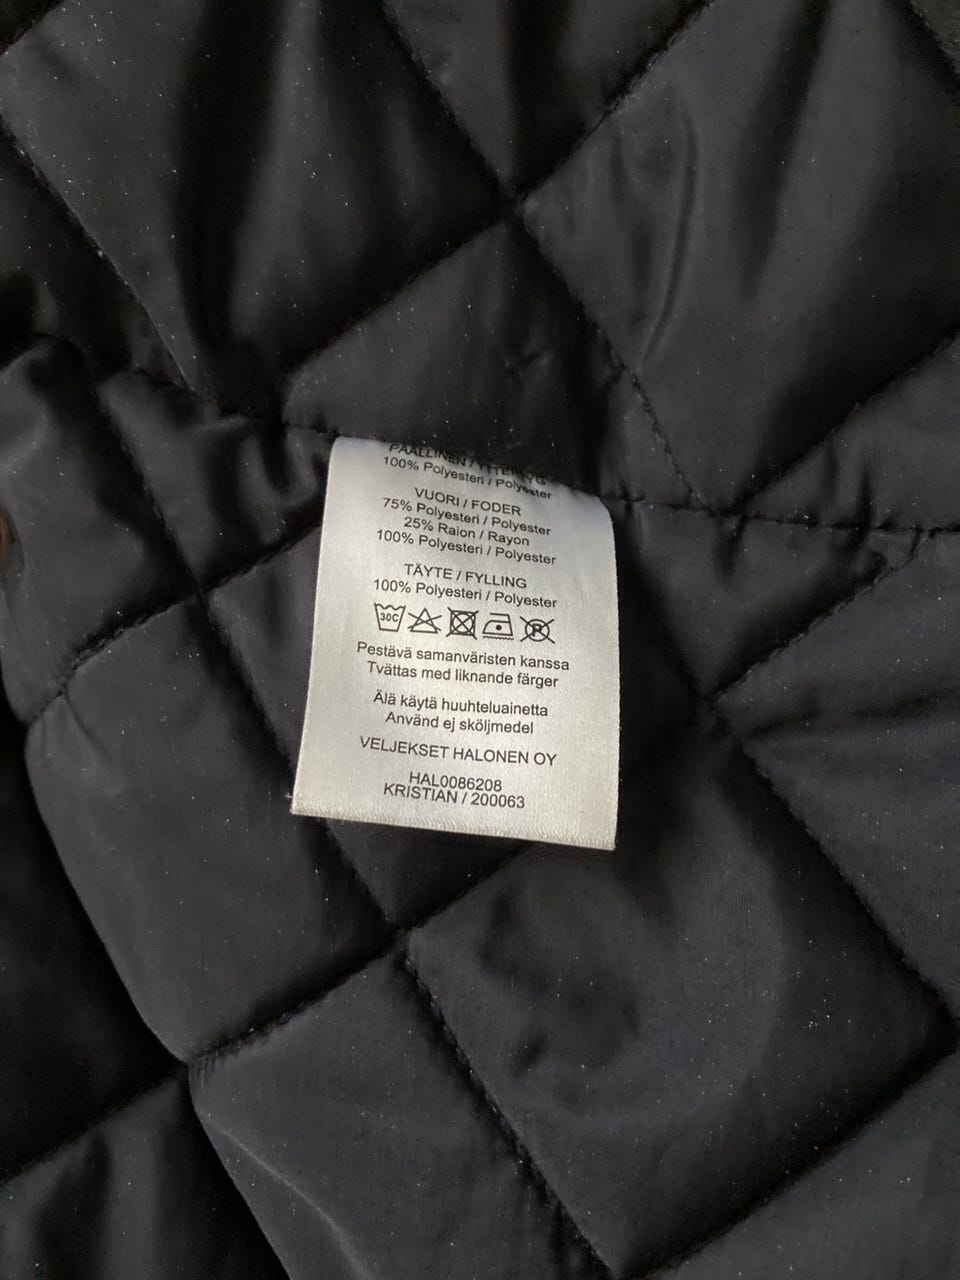 PÄÄLLINEN / YTTERTYG
100% Polyesteri / Polyester
VUORI / FODER
75% Polyesteri / Polyester
25% Raion / Rayon
100% Polyesteri / Polyester
TÄYTE / FYLLING
100% Polyesteri / Polyester
30C P
Pestävä samanväristen kanssa
Tvättas med liknande färger
Älä käytä huuhteluainetta
Använd ej sköljmedel
VELJEKSET HALONEN OY
HAL0086208
KRISTIAN / 200063